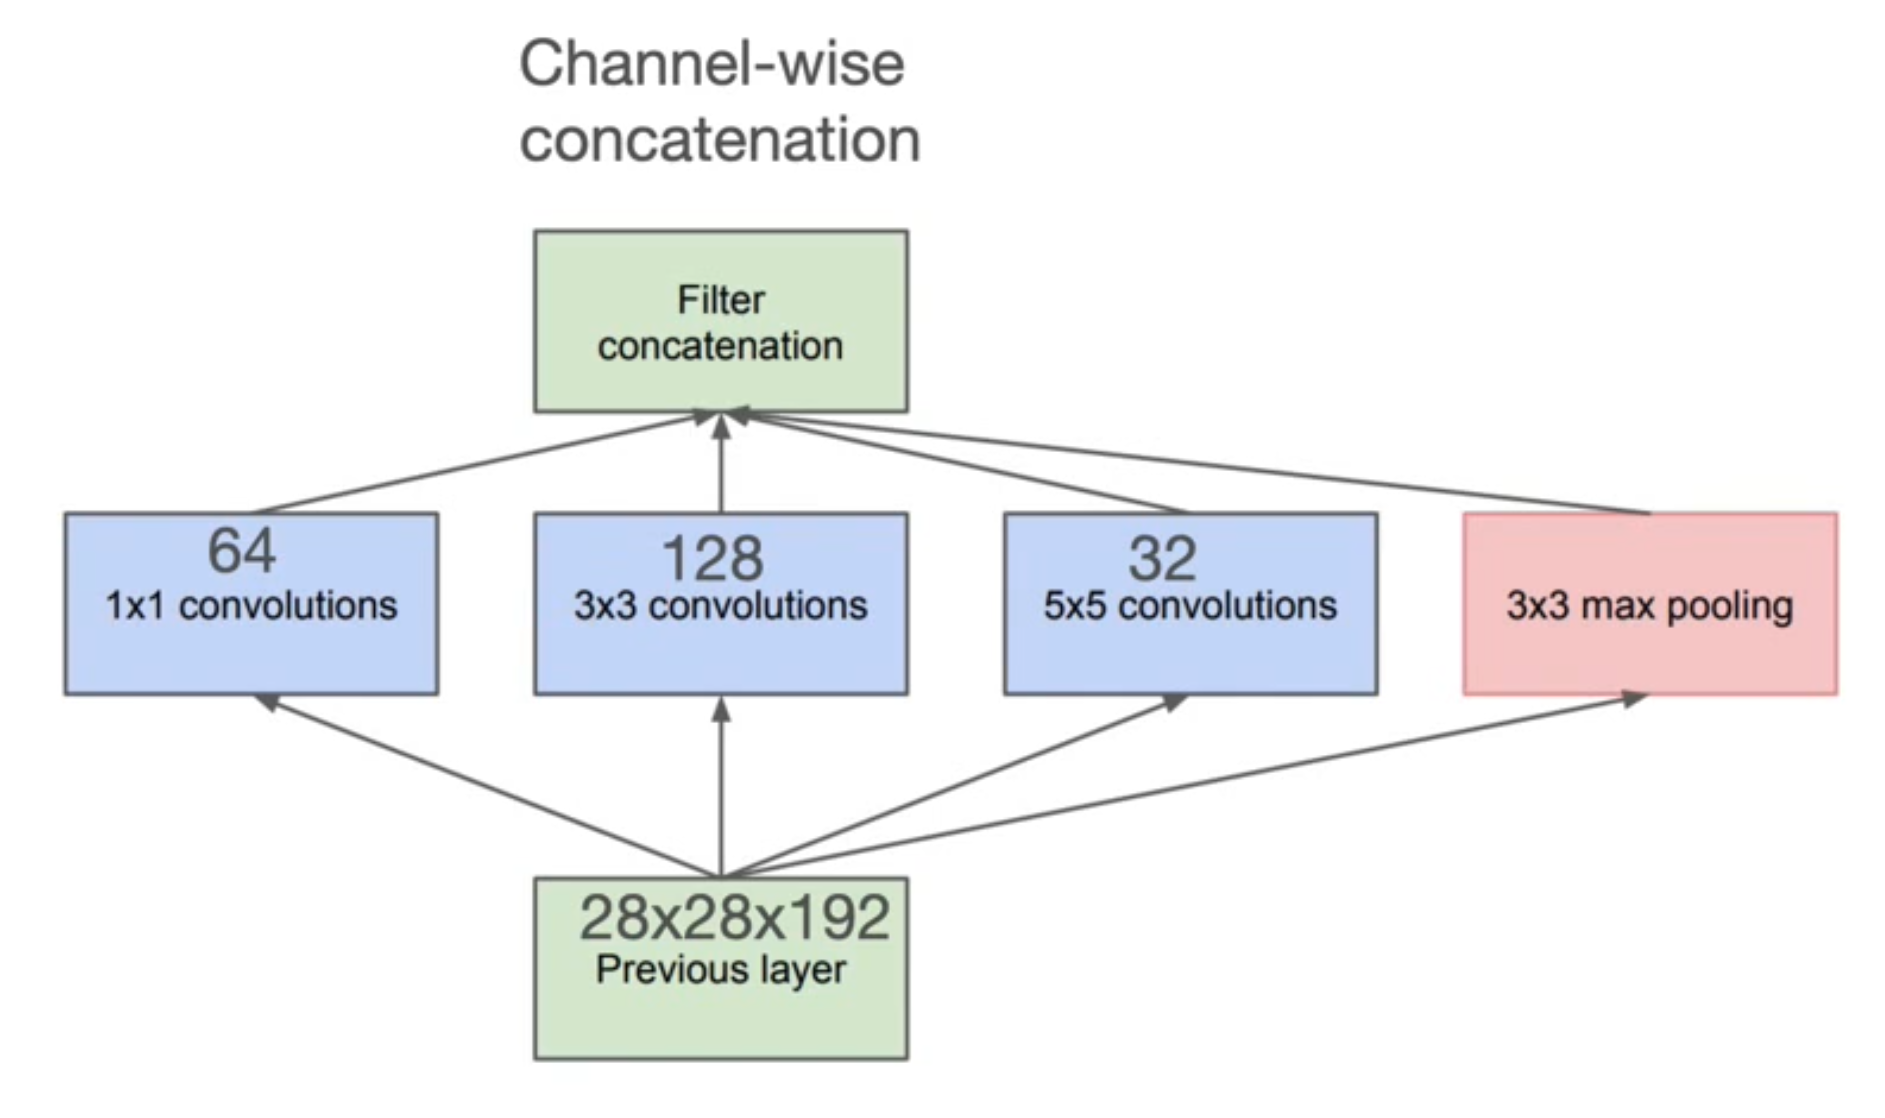 Channel-wise
concatenation
Filter
concatenation
64
1x1 convolutions
128
3x3 convolutions
32
5x5 convolutions
3x3 max pooling
28x28x192
Previous layer